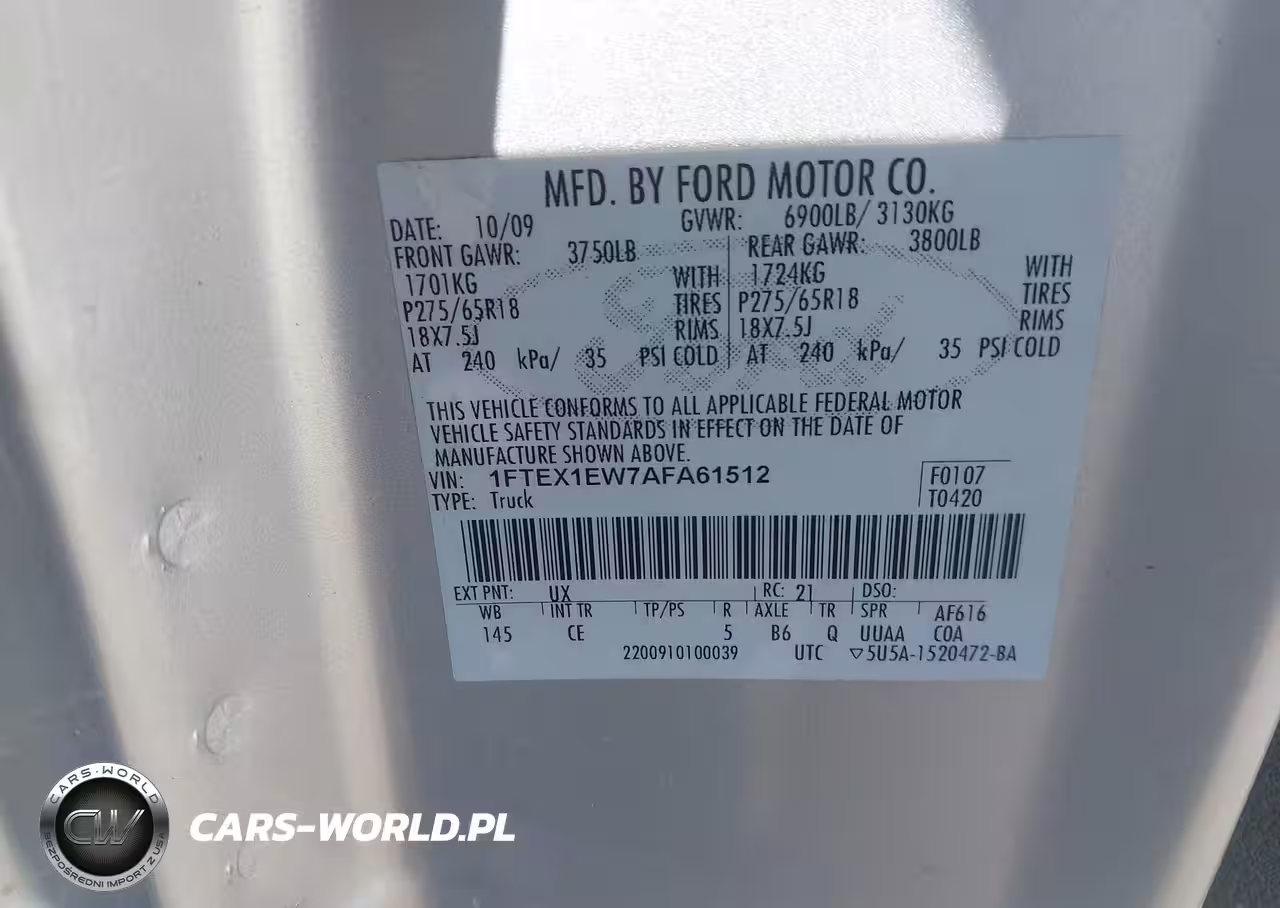 MFD. BY FORD MOTOR CO.
DATE: 10/09 GVWR: 6900LB/ 3130KG
FRONT GAWR: 3750LB REAR GAWR: 3800LB
1701KG WITH 1724KG WITH
P275/65R18 TIRES P275/65R18 TIRES
18X7.5J RIMS 18X7.5J RIMS
AT 240 kPa/ 35 PSI COLD AT 240 kPa/ 35 PSI COLD
THIS VEHICLE CONFORMS TO ALL APPLICABLE FEDERAL MOTOR
VEHICLE SAFETY STANDARDS IN EFFECT ON THE DATE OF
MANUFACTURE SHOWN ABOVE.
VIN: 1FTEX1EW7AFA61512 F0107
TYPE: Truck T0420
EXT PNT: UX RC: 21 DSO:
WB INT TR TP/PS R AXLE TR SPR AF616
145 CE 5 B6 Q UUAA COA
2200910100039 UTC ▽5U5A-1520472-BA
CARS-WORLD
CW
BEZPOŚREDNI IMPORT Z USA
CARS-WORLD.PL